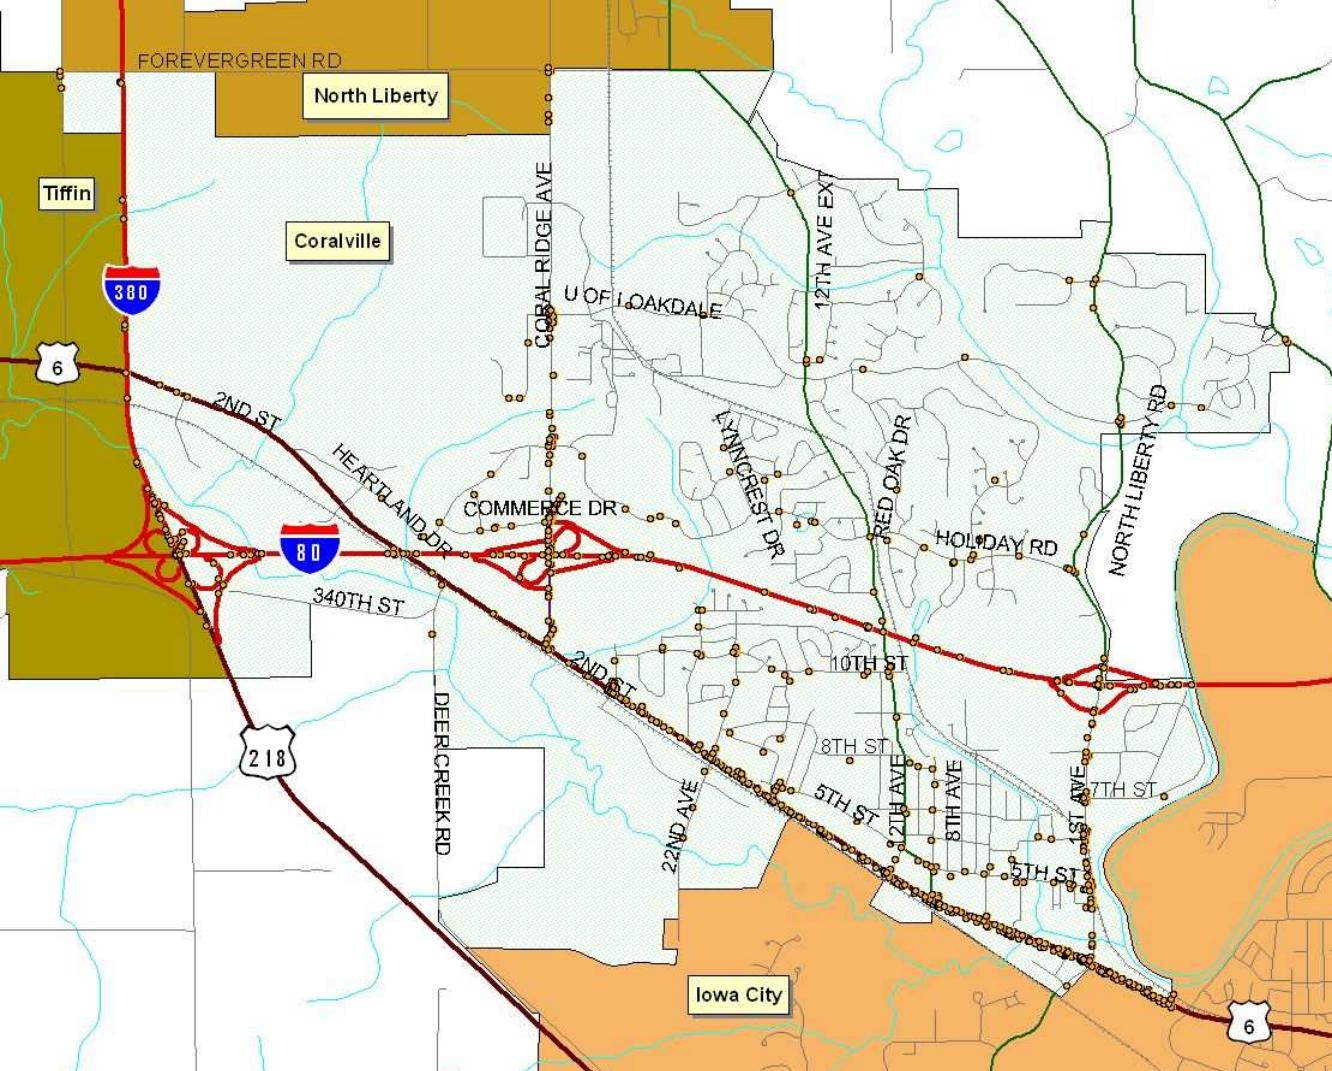 FOREVERGREEN RD
North Liberty
Tiffin
Coralville
CORAL RIDGE AVE
12TH AVE EXT
380
U OF I OAKDALE
6
2ND ST
HEARTLAND DR
LYNNCREST DR
RED OAK DR
NORTH LIBERTY RD
COMMERCE DR
HOLIDAY RD
80
340TH ST
2ND ST
10TH ST
DEER CREEK RD
218
8TH ST
22ND AVE
5TH ST
12TH AVE
8TH AVE
1ST AVE
7TH ST
5TH ST
Iowa City
6